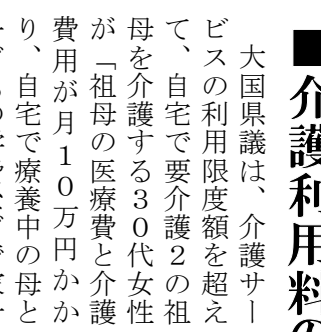 ■介護利用料の
大国県議は、介護サー
ビスの利用限度額を超え
て、自宅で要介護２の祖
母を介護する３０代女性
が「祖母の医療費と介護
費用が月１０万円かか
り、自宅で療養中の母と